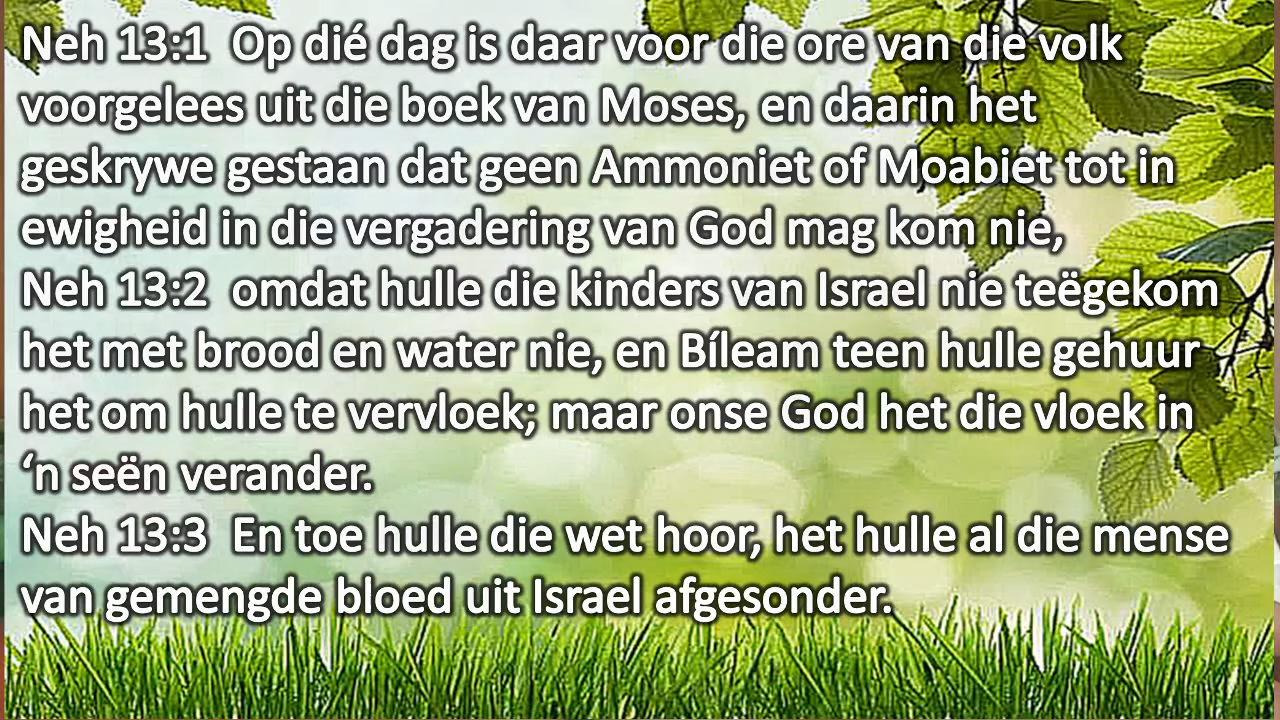 Neh 13:1  Op dié dag is daar voor die ore van die volk
voorgelees uit die boek van Moses, en daarin het
geskrywe gestaan dat geen Ammoniet of Moabiet tot in
ewigheid in die vergadering van God mag kom nie,
Neh 13:2  omdat hulle die kinders van Israel nie teëgekom
het met brood en water nie, en Bíleam teen hulle gehuur
het om hulle te vervloek; maar onse God het die vloek in
‘n seën verander.
Neh 13:3  En toe hulle die wet hoor, het hulle al die mense
van gemengde bloed uit Israel afgesonder.